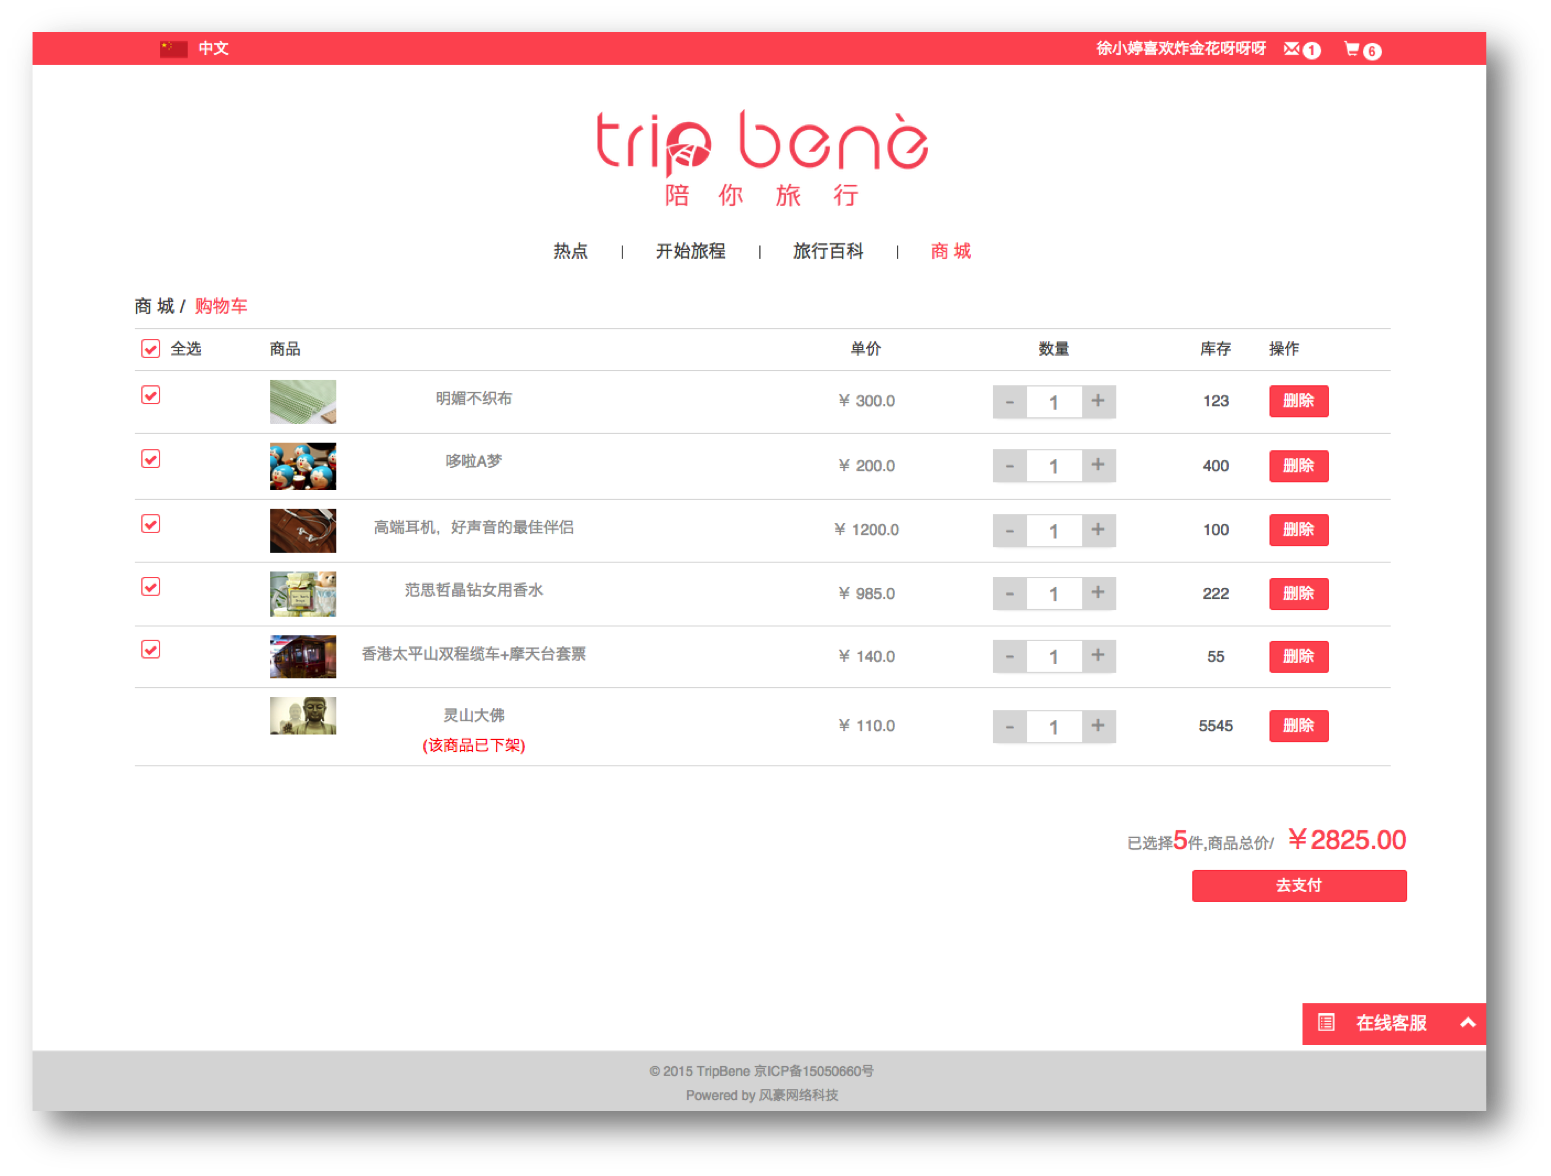 中文 徐小婷喜欢炸金花呀呀呀 1 6
trip benè
陪你旅行
热点 | 开始旅程 | 旅行百科 | 商 城
商 城 / 购物车
全选 商品 单价 数量 库存 操作
明媚不织布 ¥ 300.0 - 1 + 123 删除
哆啦A梦 ¥ 200.0 - 1 + 400 删除
高端耳机，好声音的最佳伴侣 ¥ 1200.0 - 1 + 100 删除
范思哲晶钻女用香水 ¥ 985.0 - 1 + 222 删除
香港太平山双程缆车+摩天台套票 ¥ 140.0 - 1 + 55 删除
灵山大佛 ¥ 110.0 - 1 + 5545 删除
(该商品已下架)
已选择5件,商品总价/ ¥2825.00
去支付
在线客服
© 2015 TripBene 京ICP备15050660号
Powered by 风豪网络科技